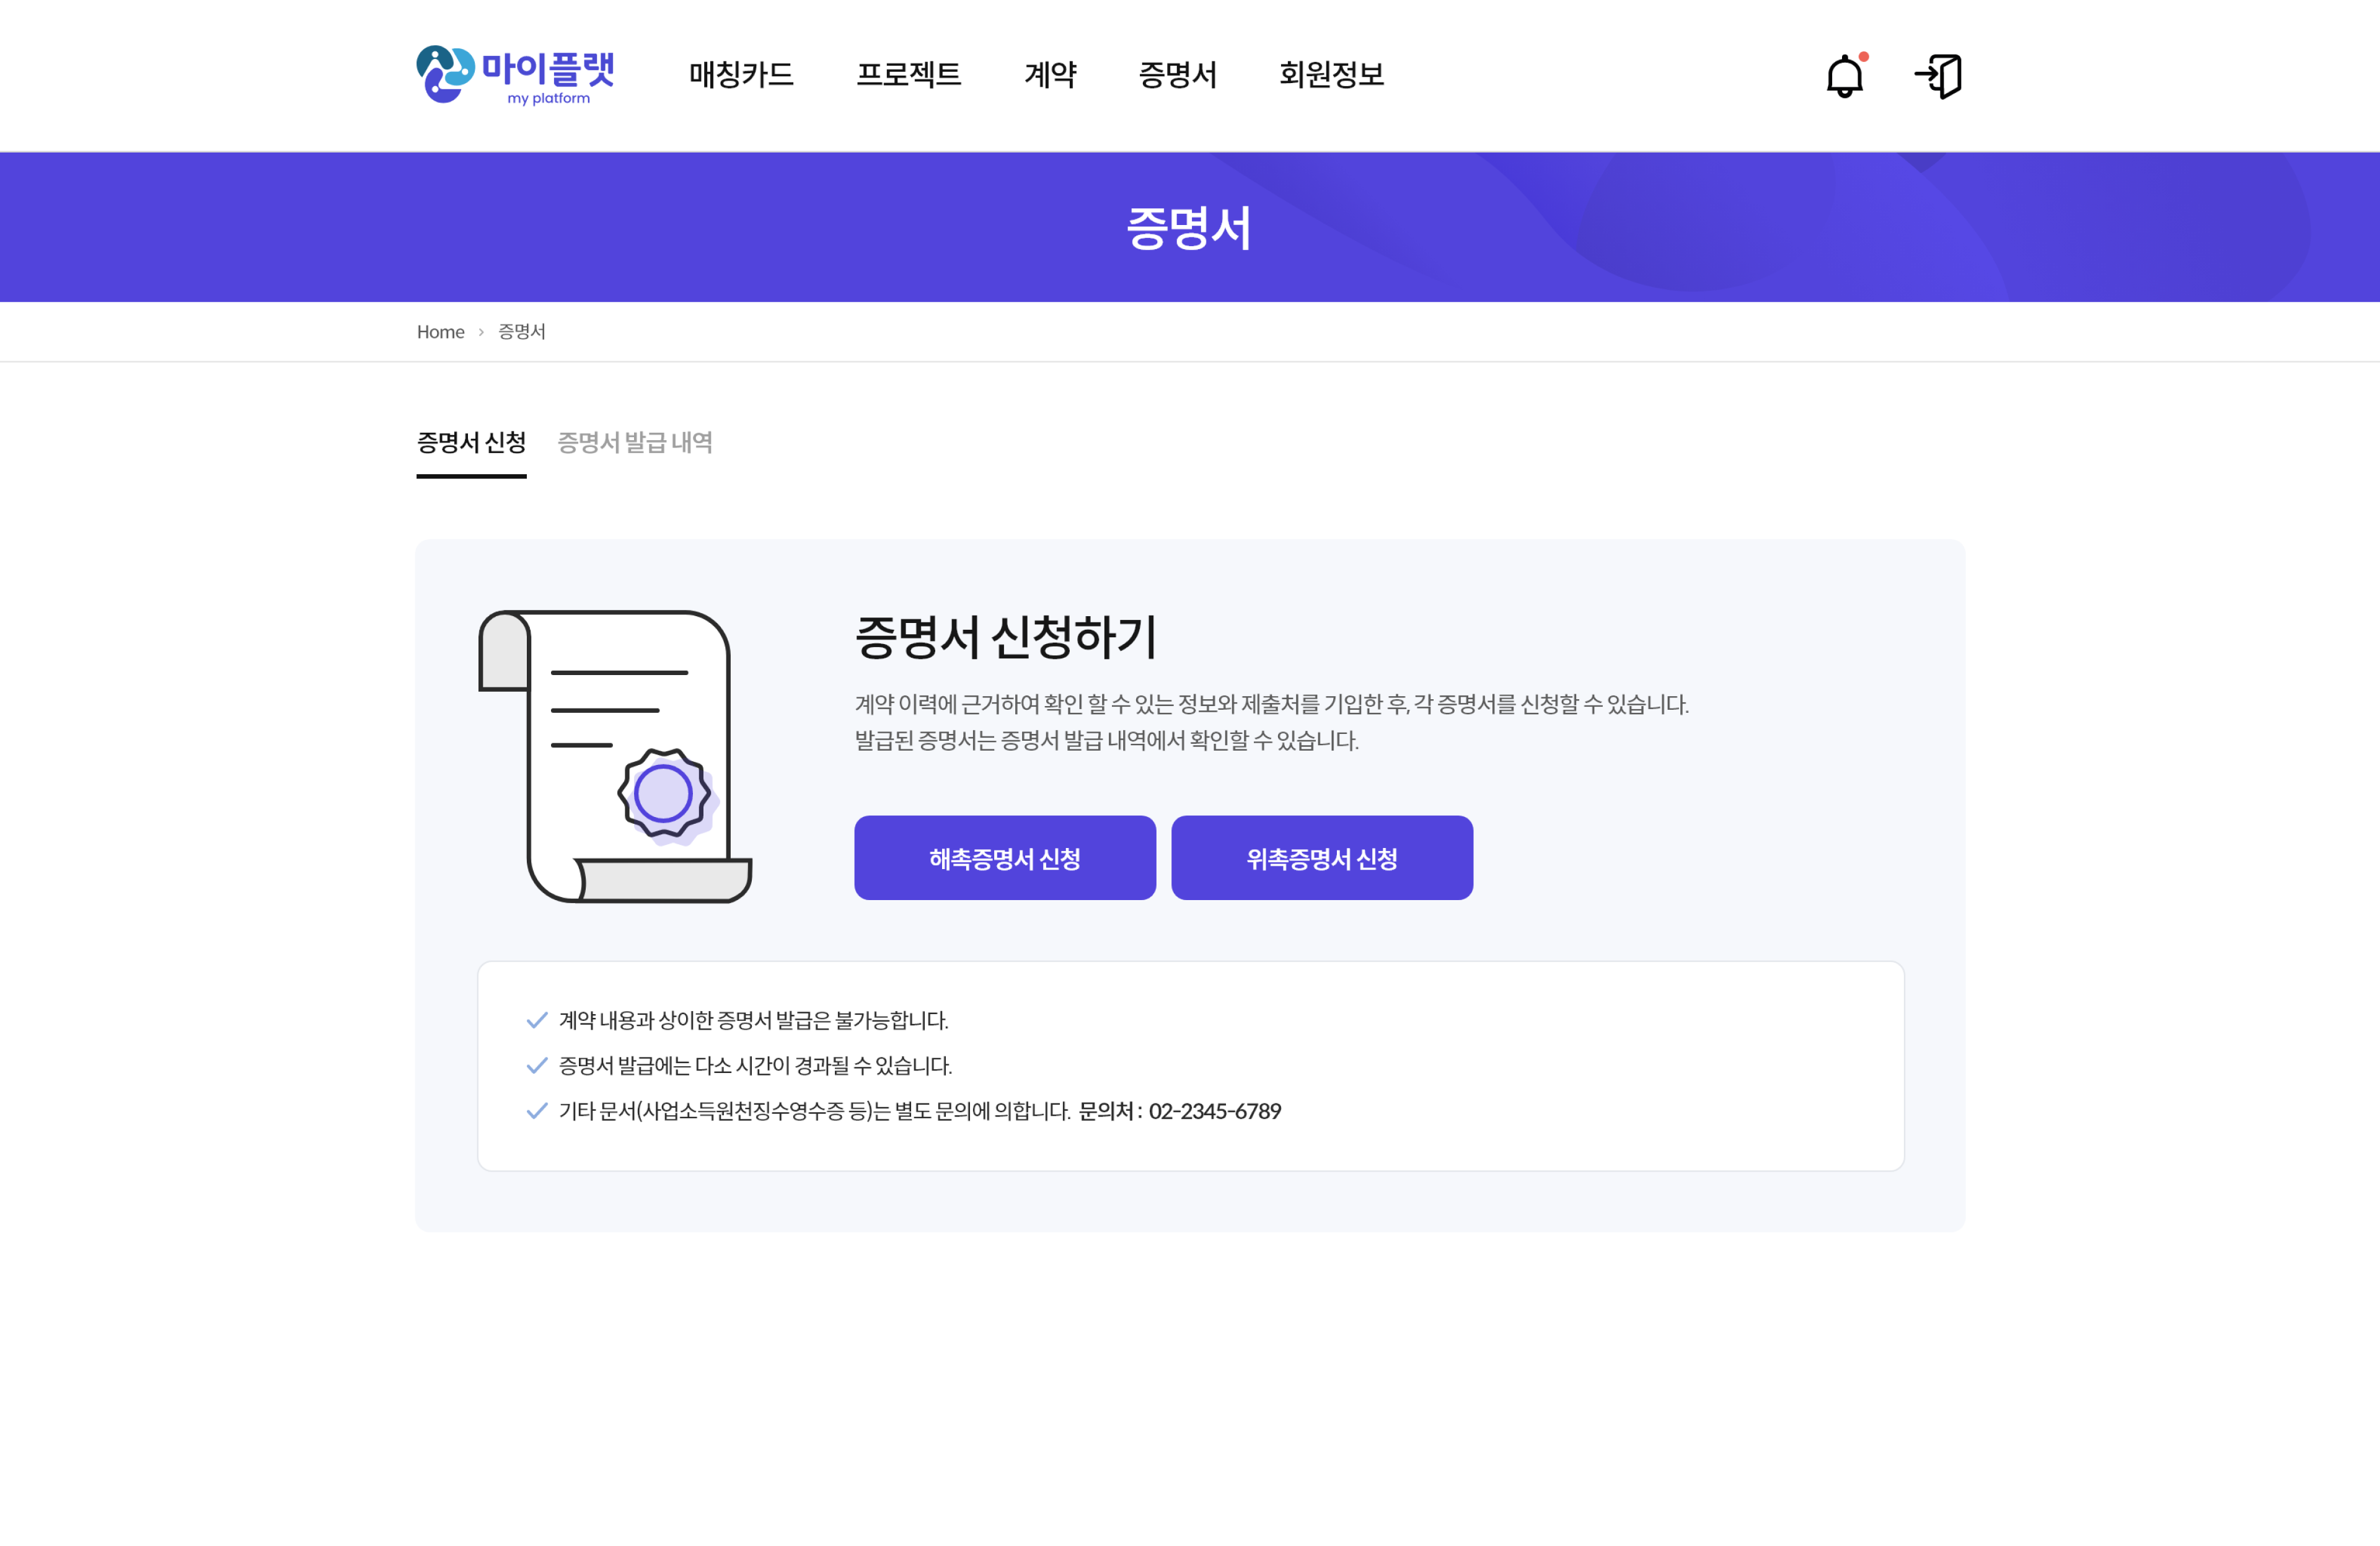 마이플랫
my platform
매칭카드 프로젝트 계약 증명서 회원정보
증명서
Home › 증명서
증명서 신청 증명서 발급 내역
증명서 신청하기
계약 이력에 근거하여 확인 할 수 있는 정보와 제출처를 기입한 후, 각 증명서를 신청할 수 있습니다.
발급된 증명서는 증명서 발급 내역에서 확인할 수 있습니다.
해촉증명서 신청 위촉증명서 신청
계약 내용과 상이한 증명서 발급은 불가능합니다.
증명서 발급에는 다소 시간이 경과될 수 있습니다.
기타 문서(사업소득원천징수영수증 등)는 별도 문의에 의합니다. 문의처 : 02-2345-6789